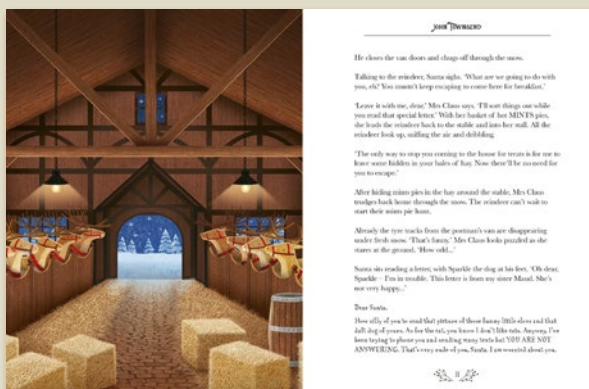 JOHN TOWNSEND
He closes the van doors and chugs off through the snow.
Talking to the reindeer, Santa sighs. 'What are we going to do with
you, eh? You mustn't keep escaping to come here for breakfast.'
'Leave it with me, dear,' Mrs Claus says. 'I'll sort things out while
you read that special letter.' With her basket of hot MINTS pies,
she leads the reindeer back to the stable and into her stall. All the
reindeer look up, sniffing the air and dribbling.
'The only way to stop you coming to the house for treats is for me to
leave some hidden in your bales of hay. Now there'll be no need for
you to escape.'
After hiding mints pies in the hay around the stable, Mrs Claus
trudges back home through the snow. The reindeer can't wait to
start their mints pie hunt.
Already the tyre tracks from the postman's van are disappearing
under fresh snow. 'That's funny.' Mrs Claus looks puzzled as she
stares at the ground. 'How odd...'
Santa sits reading a letter, with Sparkle the dog at his feet. 'Oh dear,
Sparkle – I'm in trouble. This letter is from my sister Maud. She's
not very happy...'
Dear Santa,
How silly of you to send that picture of those funny little elves and that
daft dog of yours. As for the cat, you know I don't like cats. Anyway, I've
been trying to phone you and sending many texts but YOU ARE NOT
ANSWERING. That's very rude of you, Santa. I am worried about you.
11